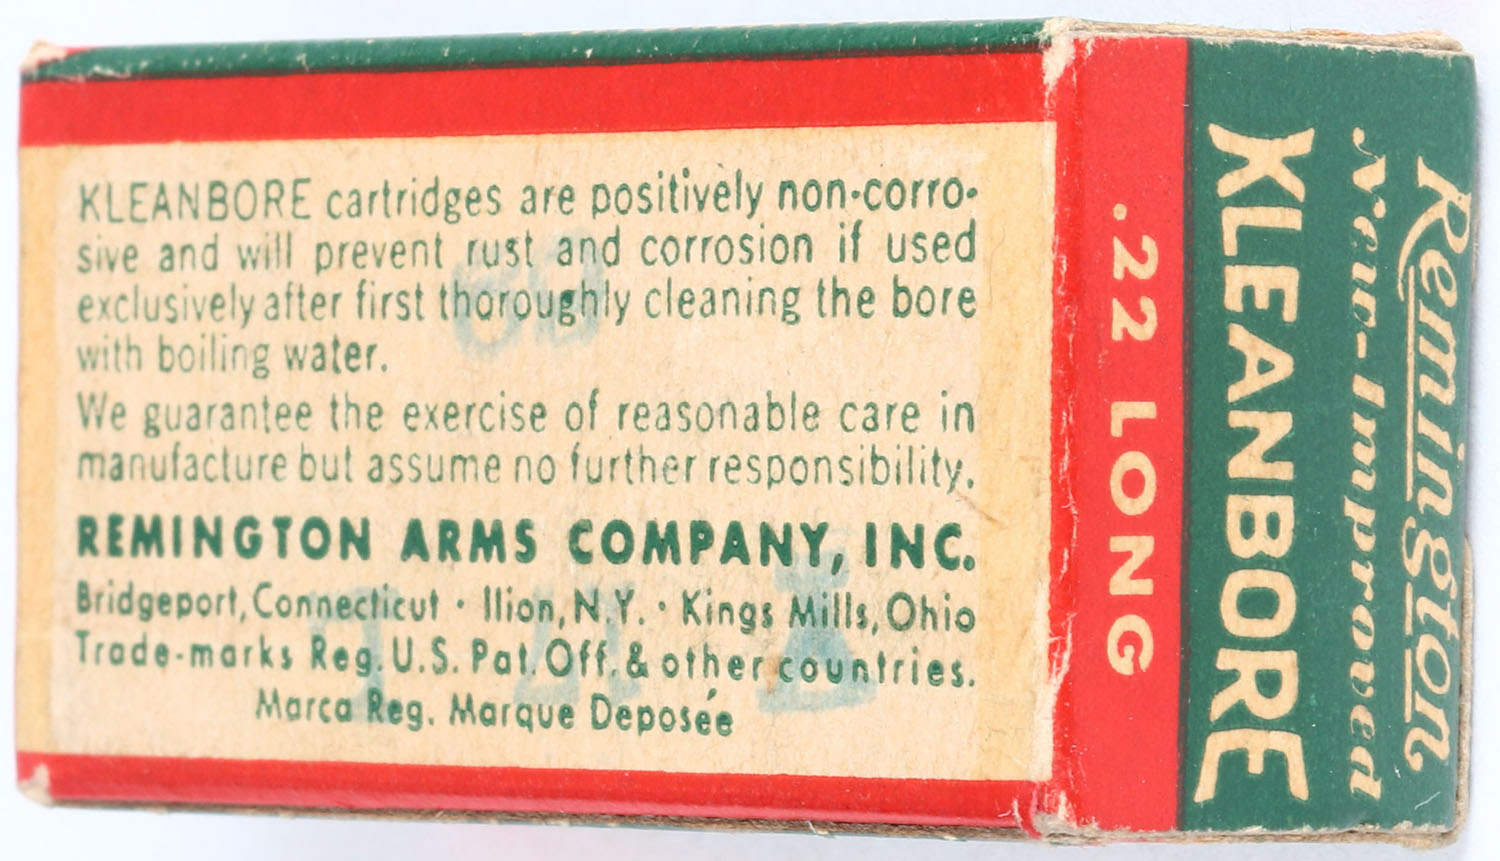 KLEANBORE cartridges are positively non-corro-
sive and will prevent rust and corrosion if used
exclusively after first thoroughly cleaning the bore
with boiling water.
We guarantee the exercise of reasonable care in
manufacture but assume no further responsibility.
REMINGTON ARMS COMPANY, INC.
Bridgeport, Connecticut · Ilion, N.Y. · Kings Mills, Ohio
Trade-marks Reg. U.S. Pat. Off. & other countries.
Marca Reg. Marque Deposée
Remington
New-Improved
KLEANBORE
.22 LONG